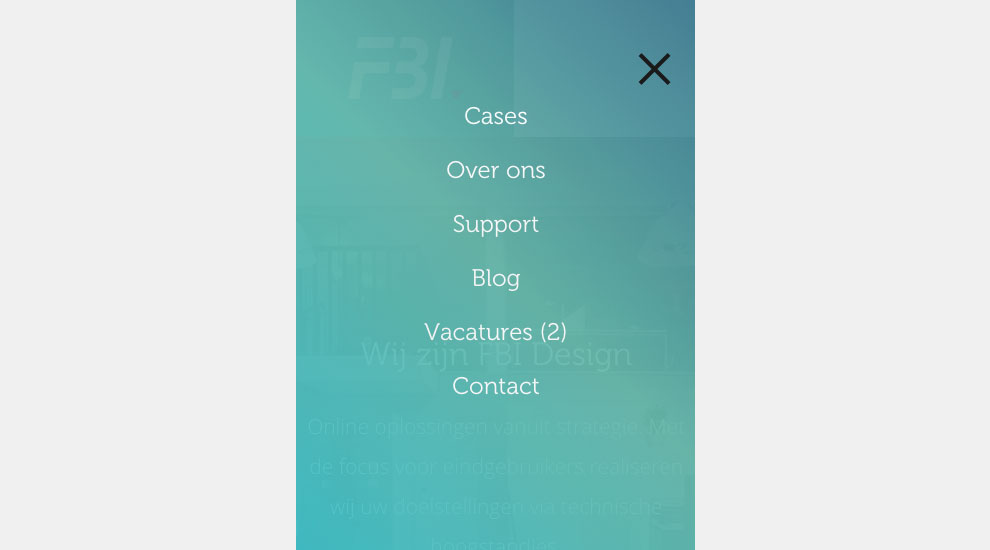 FBI.
Cases
Over ons
Support
Blog
Vacatures (2)
Wij zijn FBI Design
Contact
Online oplossingen vanuit strategie. Met
de focus voor eindgebruikers realiseren
wij uw doelstellingen via technische
hoogstandjes